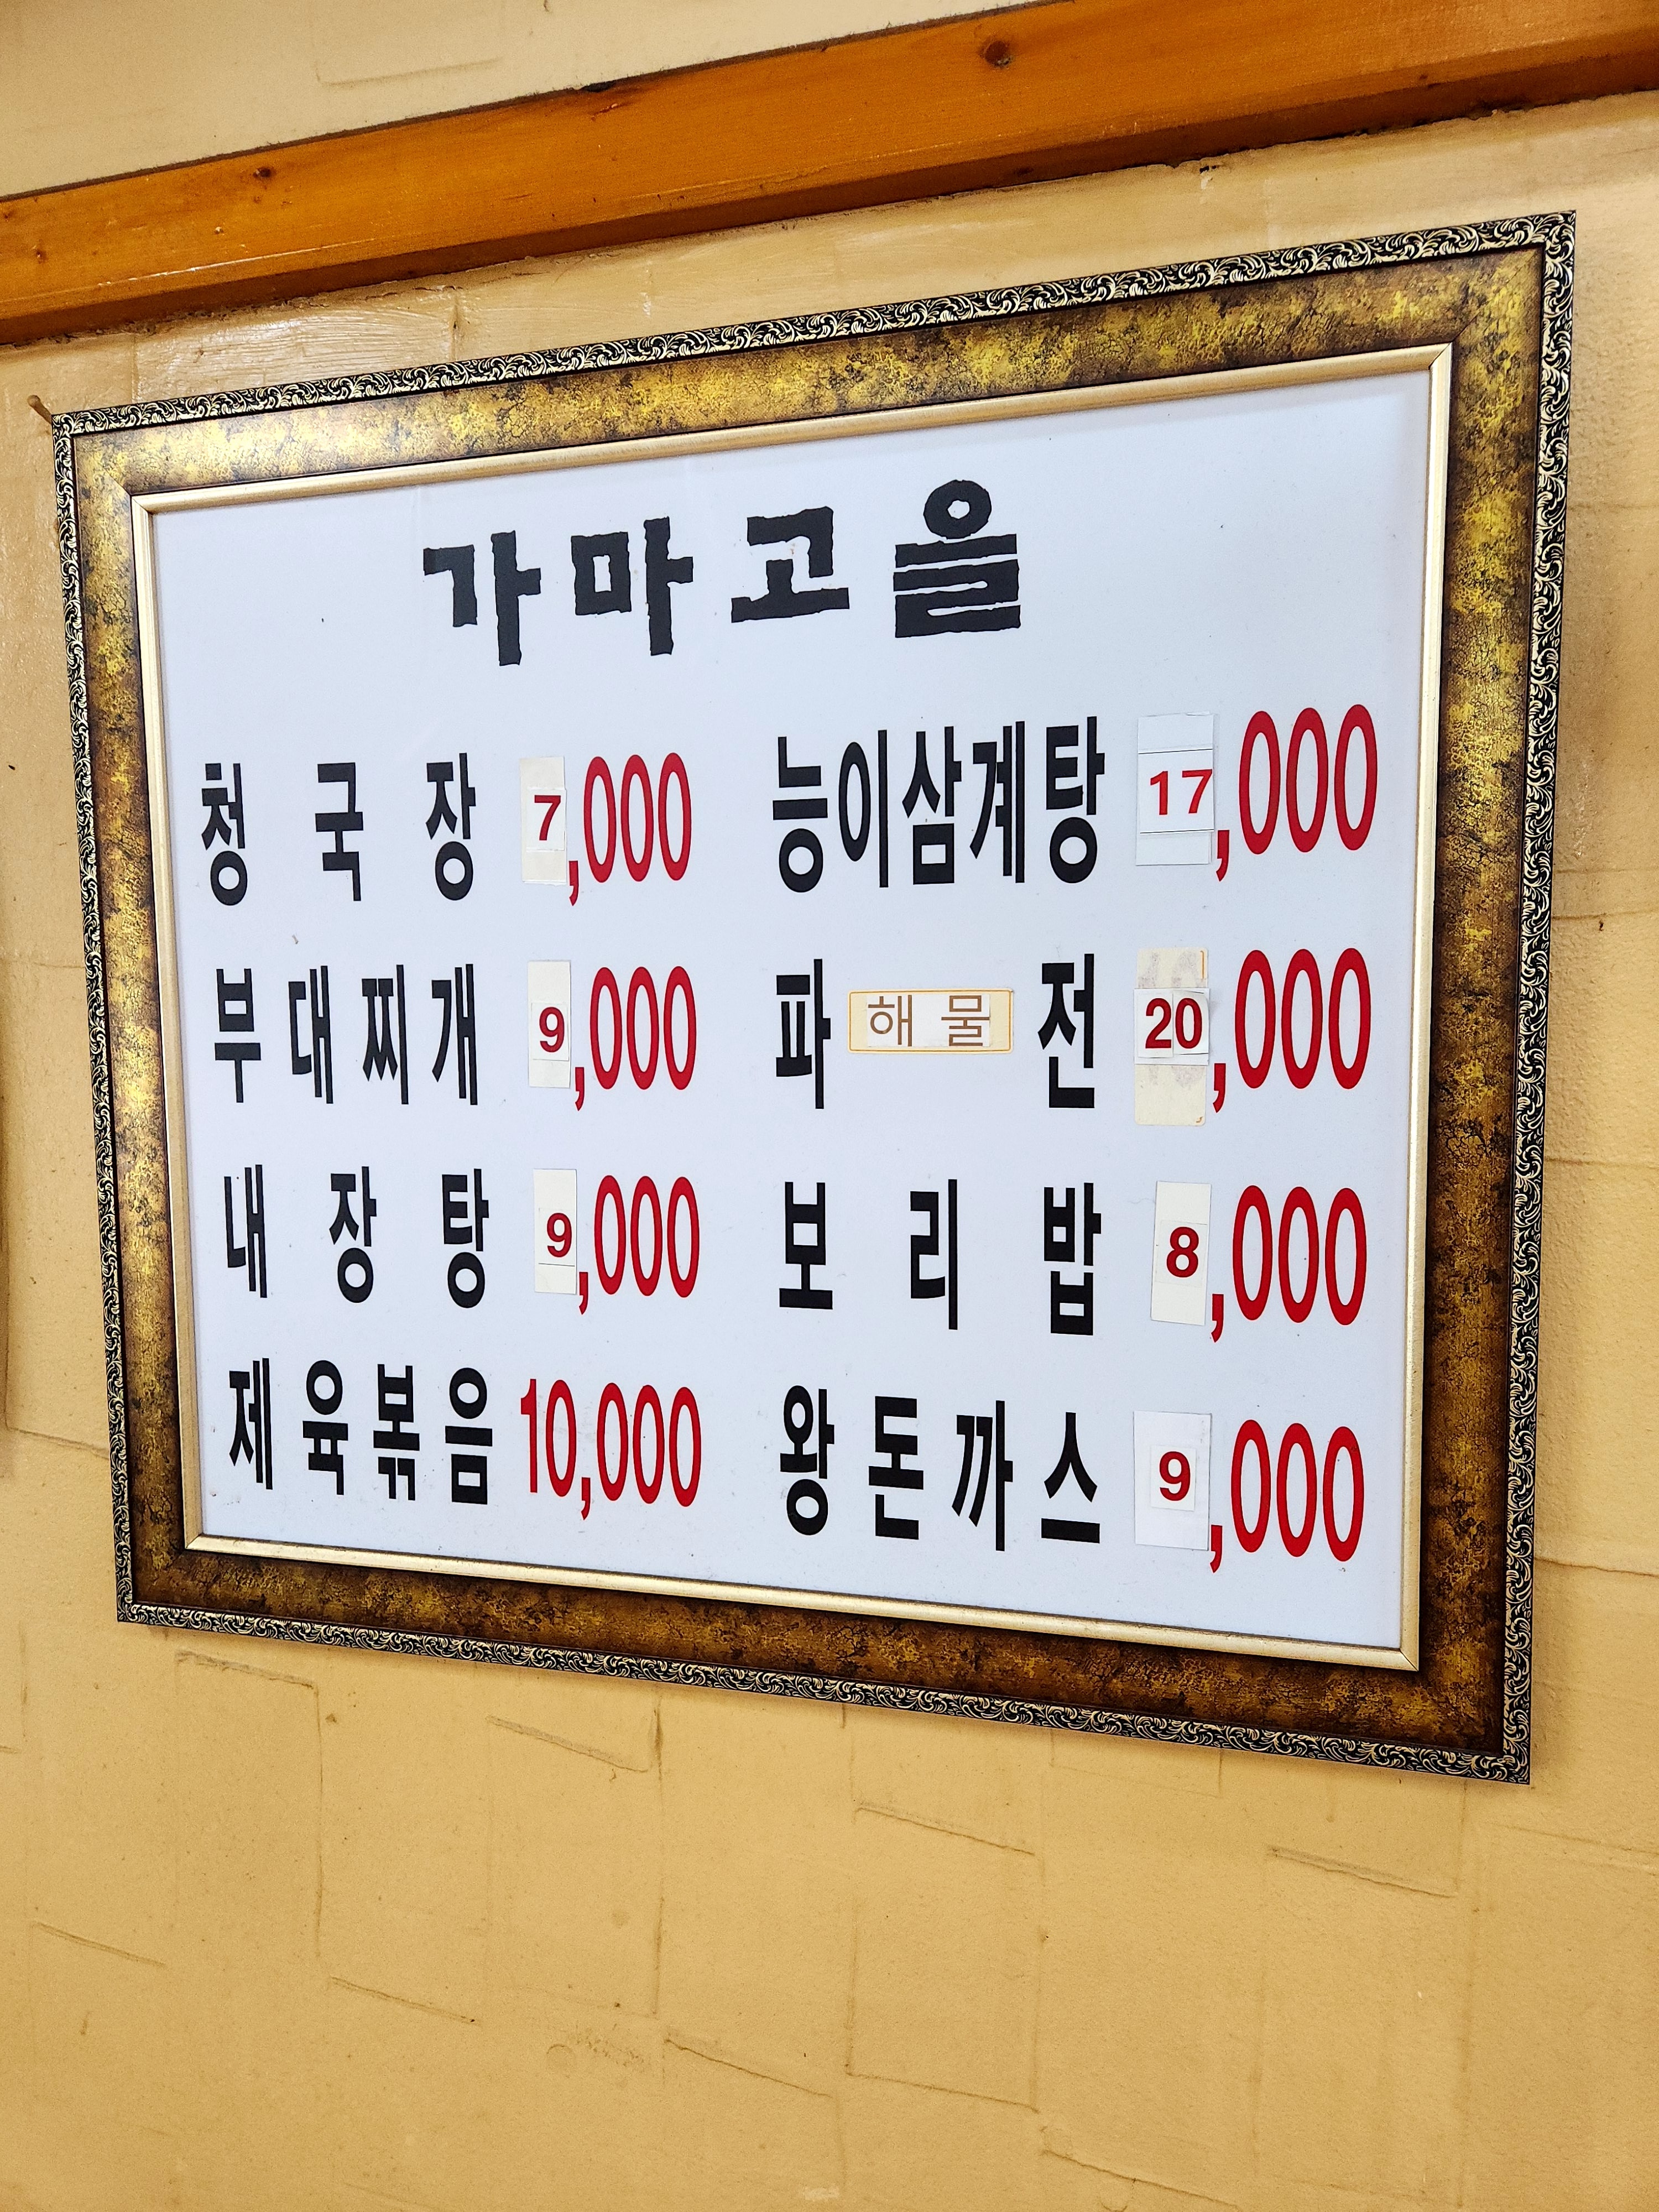 가마고을
청국장 7,000 능이삼계탕 17,000
부대찌개 9,000 파 해물 전 20,000
내장탕 9,000 보리밥 8,000
제육볶음 10,000 왕돈까스 9,000